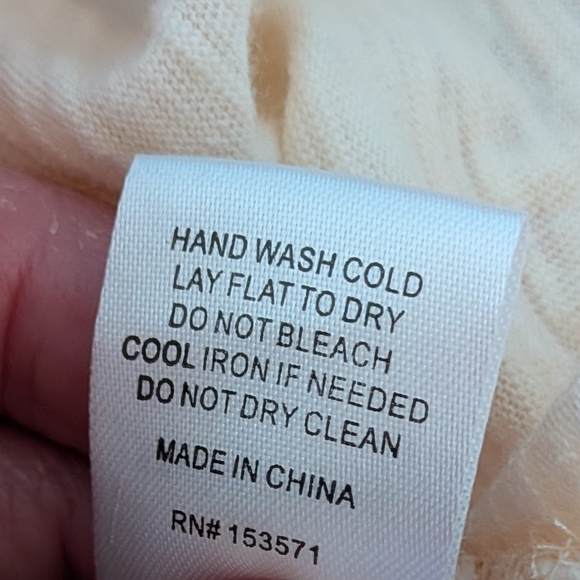 HAND WASH COLD
LAY FLAT TO DRY
DO NOT BLEACH
COOL IRON IF NEEDED
DO NOT DRY CLEAN
MADE IN CHINA
RN# 153571